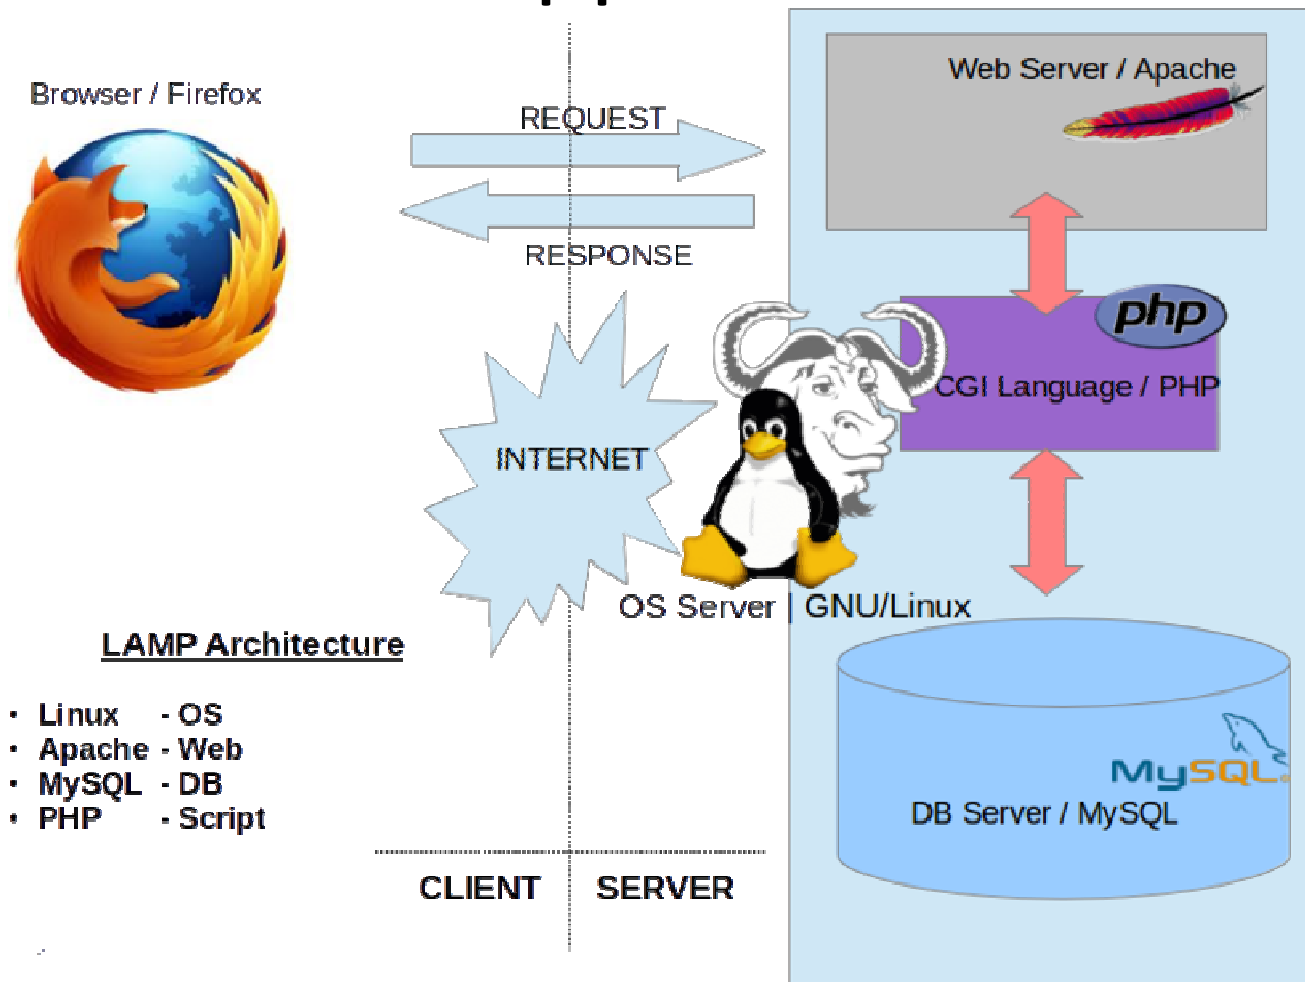 Browser / Firefox
REQUEST
RESPONSE
INTERNET
Web Server / Apache
php
CGI Language / PHP
OS Server | GNU/Linux
MySQL
DB Server / MySQL
LAMP Architecture
• Linux - OS
• Apache - Web
• MySQL - DB
• PHP - Script
CLIENT
SERVER